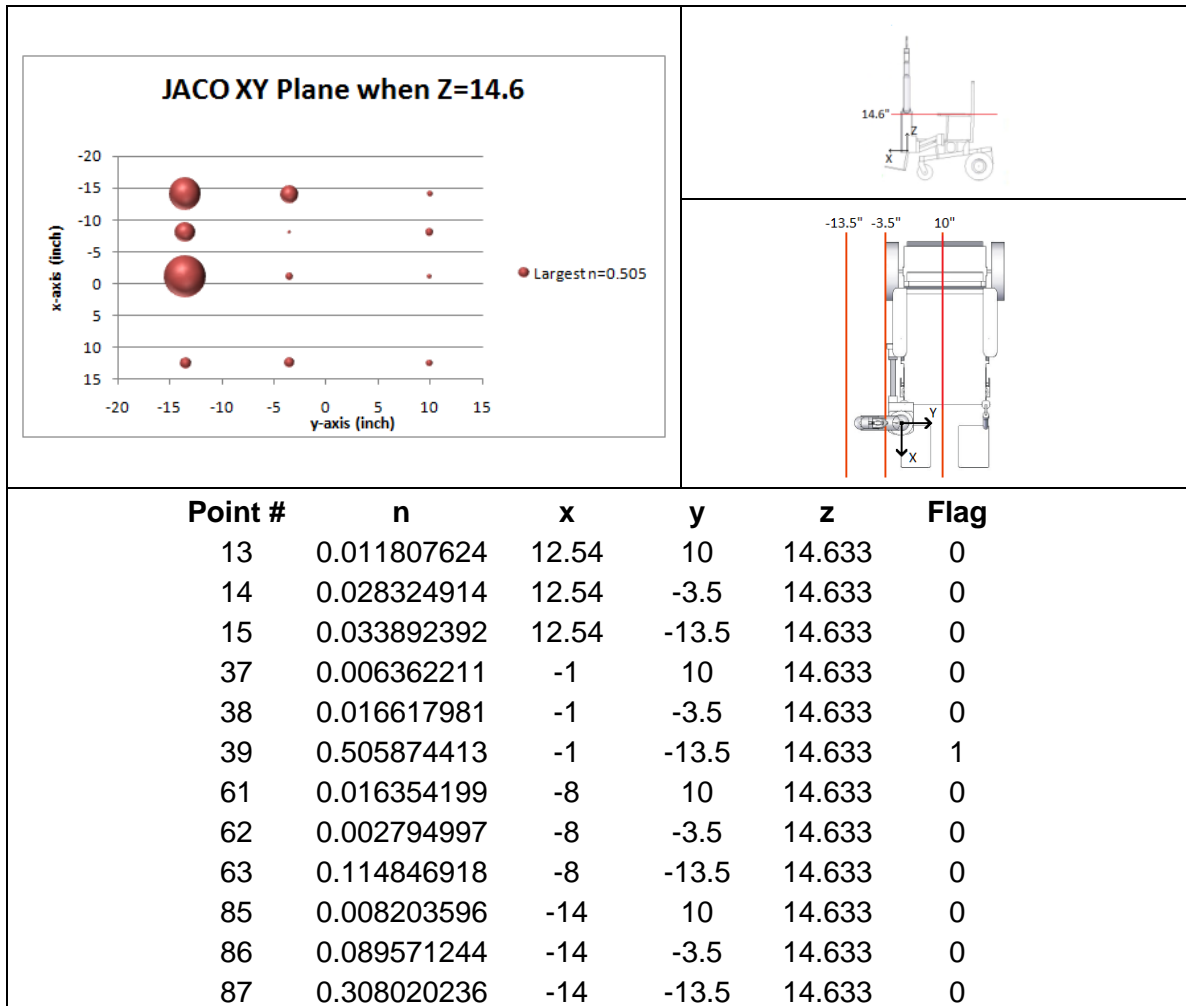 JACO XY Plane when Z=14.6
-20
-15
-10
-5
0
5
10
15
x-axis (inch)
-20 -15 -10 -5 0 5 10 15
y-axis (inch)
Largest n=0.505
14.6"
Z
X
-13.5" -3.5" 10"
Y
X
Point # n x y z Flag
13 0.011807624 12.54 10 14.633 0
14 0.028324914 12.54 -3.5 14.633 0
15 0.033892392 12.54 -13.5 14.633 0
37 0.006362211 -1 10 14.633 0
38 0.016617981 -1 -3.5 14.633 0
39 0.505874413 -1 -13.5 14.633 1
61 0.016354199 -8 10 14.633 0
62 0.002794997 -8 -3.5 14.633 0
63 0.114846918 -8 -13.5 14.633 0
85 0.008203596 -14 10 14.633 0
86 0.089571244 -14 -3.5 14.633 0
87 0.308020236 -14 -13.5 14.633 0